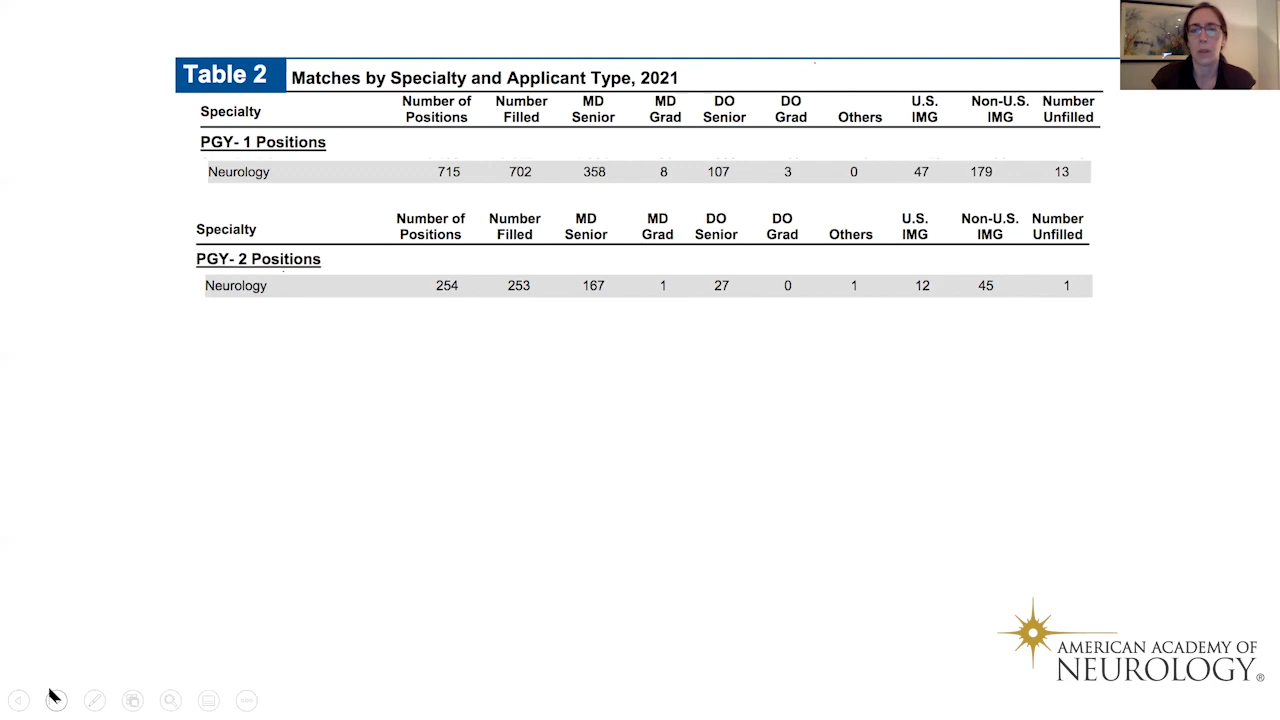 Table 2 Matches by Specialty and Applicant Type, 2021
Specialty Number of Positions Number Filled MD Senior MD Grad DO Senior DO Grad Others U.S. IMG Non-U.S. IMG Number Unfilled
PGY- 1 Positions
Neurology 715 702 358 8 107 3 0 47 179 13
Specialty Number of Positions Number Filled MD Senior MD Grad DO Senior DO Grad Others U.S. IMG Non-U.S. IMG Number Unfilled
PGY- 2 Positions
Neurology 254 253 167 1 27 0 1 12 45 1
AMERICAN ACADEMY OF
NEUROLOGY®